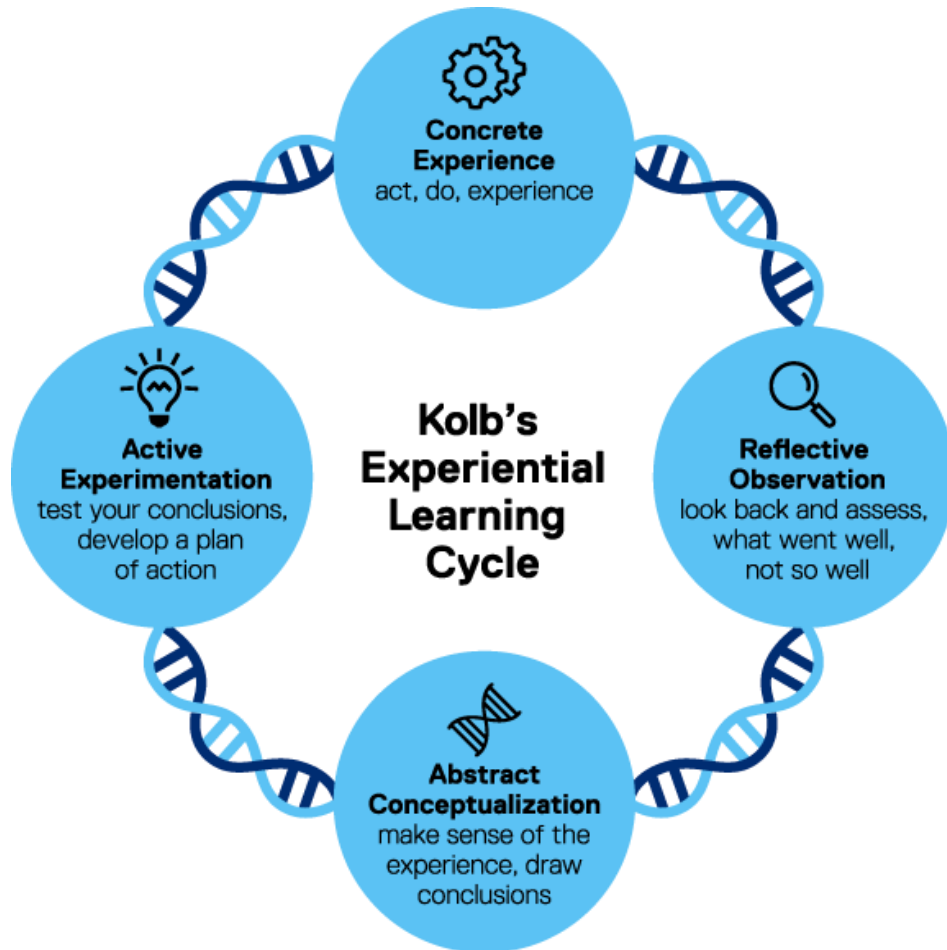 Concrete
Experience
act, do, experience
Kolb's
Experiential
Learning
Cycle
Reflective
Observation
look back and assess,
what went well,
not so well
Abstract
Conceptualization
make sense of the
experience, draw
conclusions
Active
Experimentation
test your conclusions,
develop a plan
of action